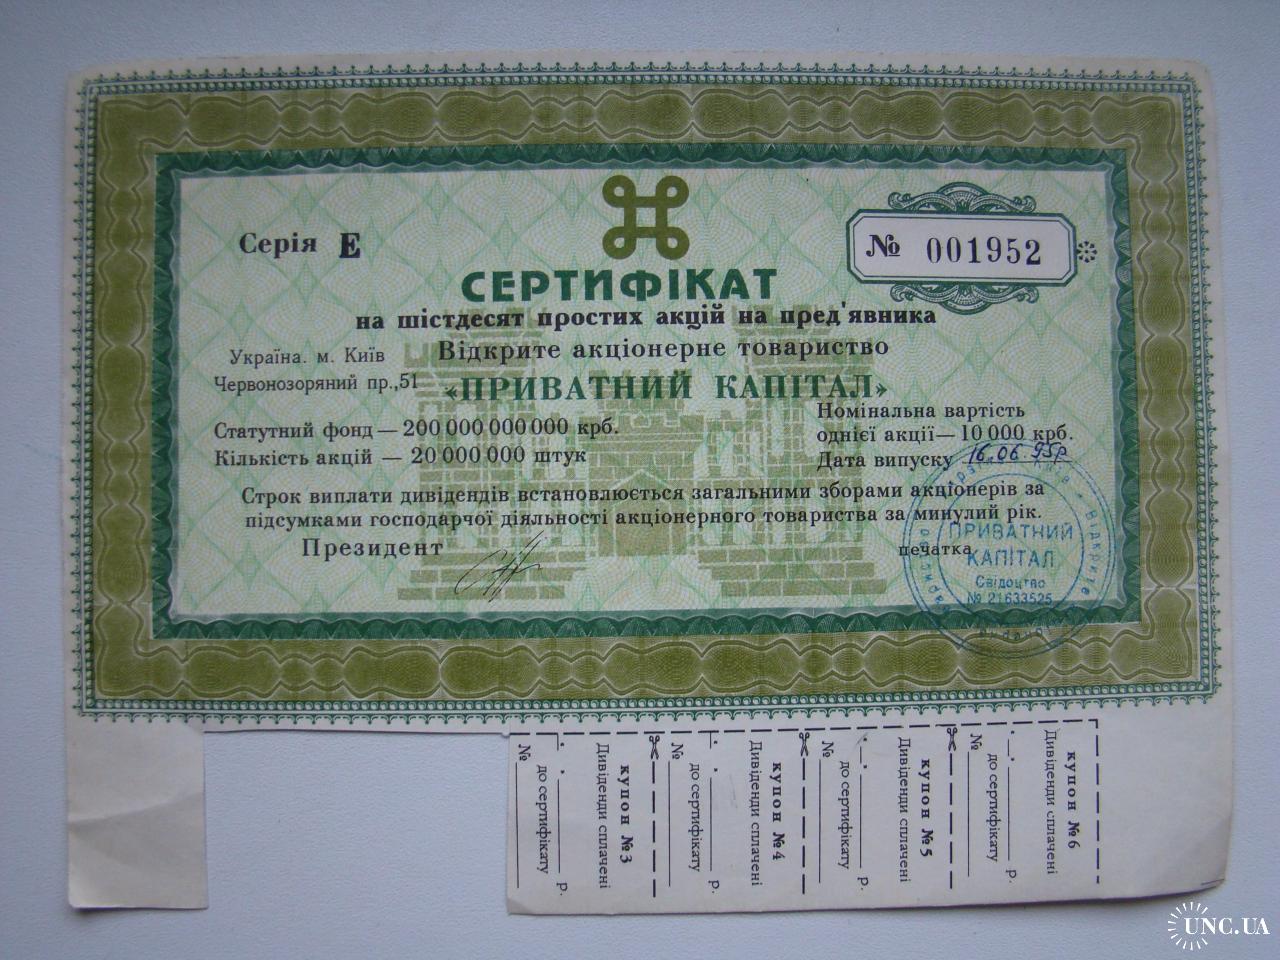 Серія Е
№ 001952
СЕРТИФІКАТ
на шістдесят простих акцій на пред'явника
Україна. м. Київ
Червонозоряний пр.,51
Відкрите акціонерне товариство
«ПРИВАТНИЙ КАПІТАЛ»
Статутний фонд — 200 000 000 000 крб.
Кількість акцій — 20 000 000 штук
Номінальна вартість
однієї акції — 10 000 крб.
Дата випуску 16.06.95р
Строк виплати дивідендів встановлюється загальними зборами акціонерів за
підсумками господарчої діяльності акціонерного товариства за минулий рік.
Президент
печатка
ПРИВАТНИЙ
КАПІТАЛ
Свідоцтво
№ 21633525
купон №3
Дивіденди сплачені
р.
до сертифікату
№
купон №4
Дивіденди сплачені
р.
до сертифікату
№
купон №5
Дивіденди сплачені
р.
до сертифікату
№
купон №6
Дивіденди сплачені
р.
до сертифікату
№
UNC.UA